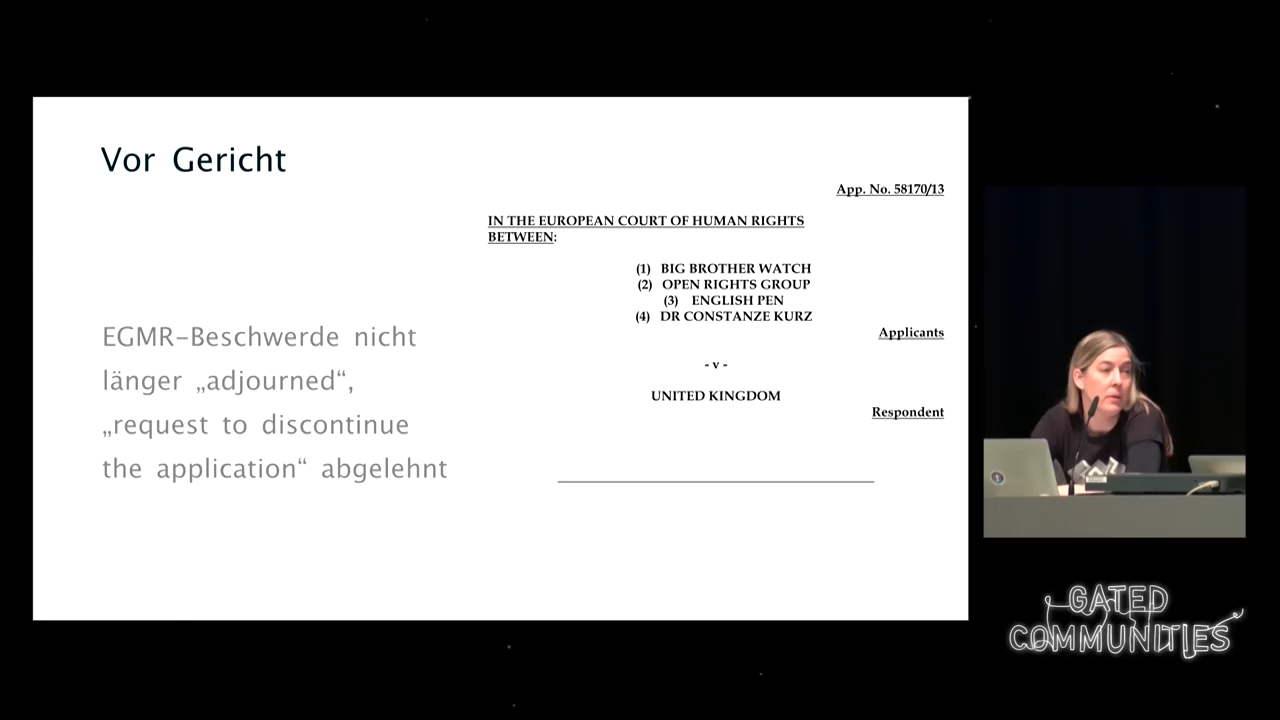 Vor Gericht
EGMR-Beschwerde nicht
länger „adjourned“,
„request to discontinue
the application“ abgelehnt
App. No. 58170/13
IN THE EUROPEAN COURT OF HUMAN RIGHTS
BETWEEN:
(1) BIG BROTHER WATCH
(2) OPEN RIGHTS GROUP
(3) ENGLISH PEN
(4) DR CONSTANZE KURZ
Applicants
- v -
UNITED KINGDOM
Respondent
GATED
COMMUNITIES